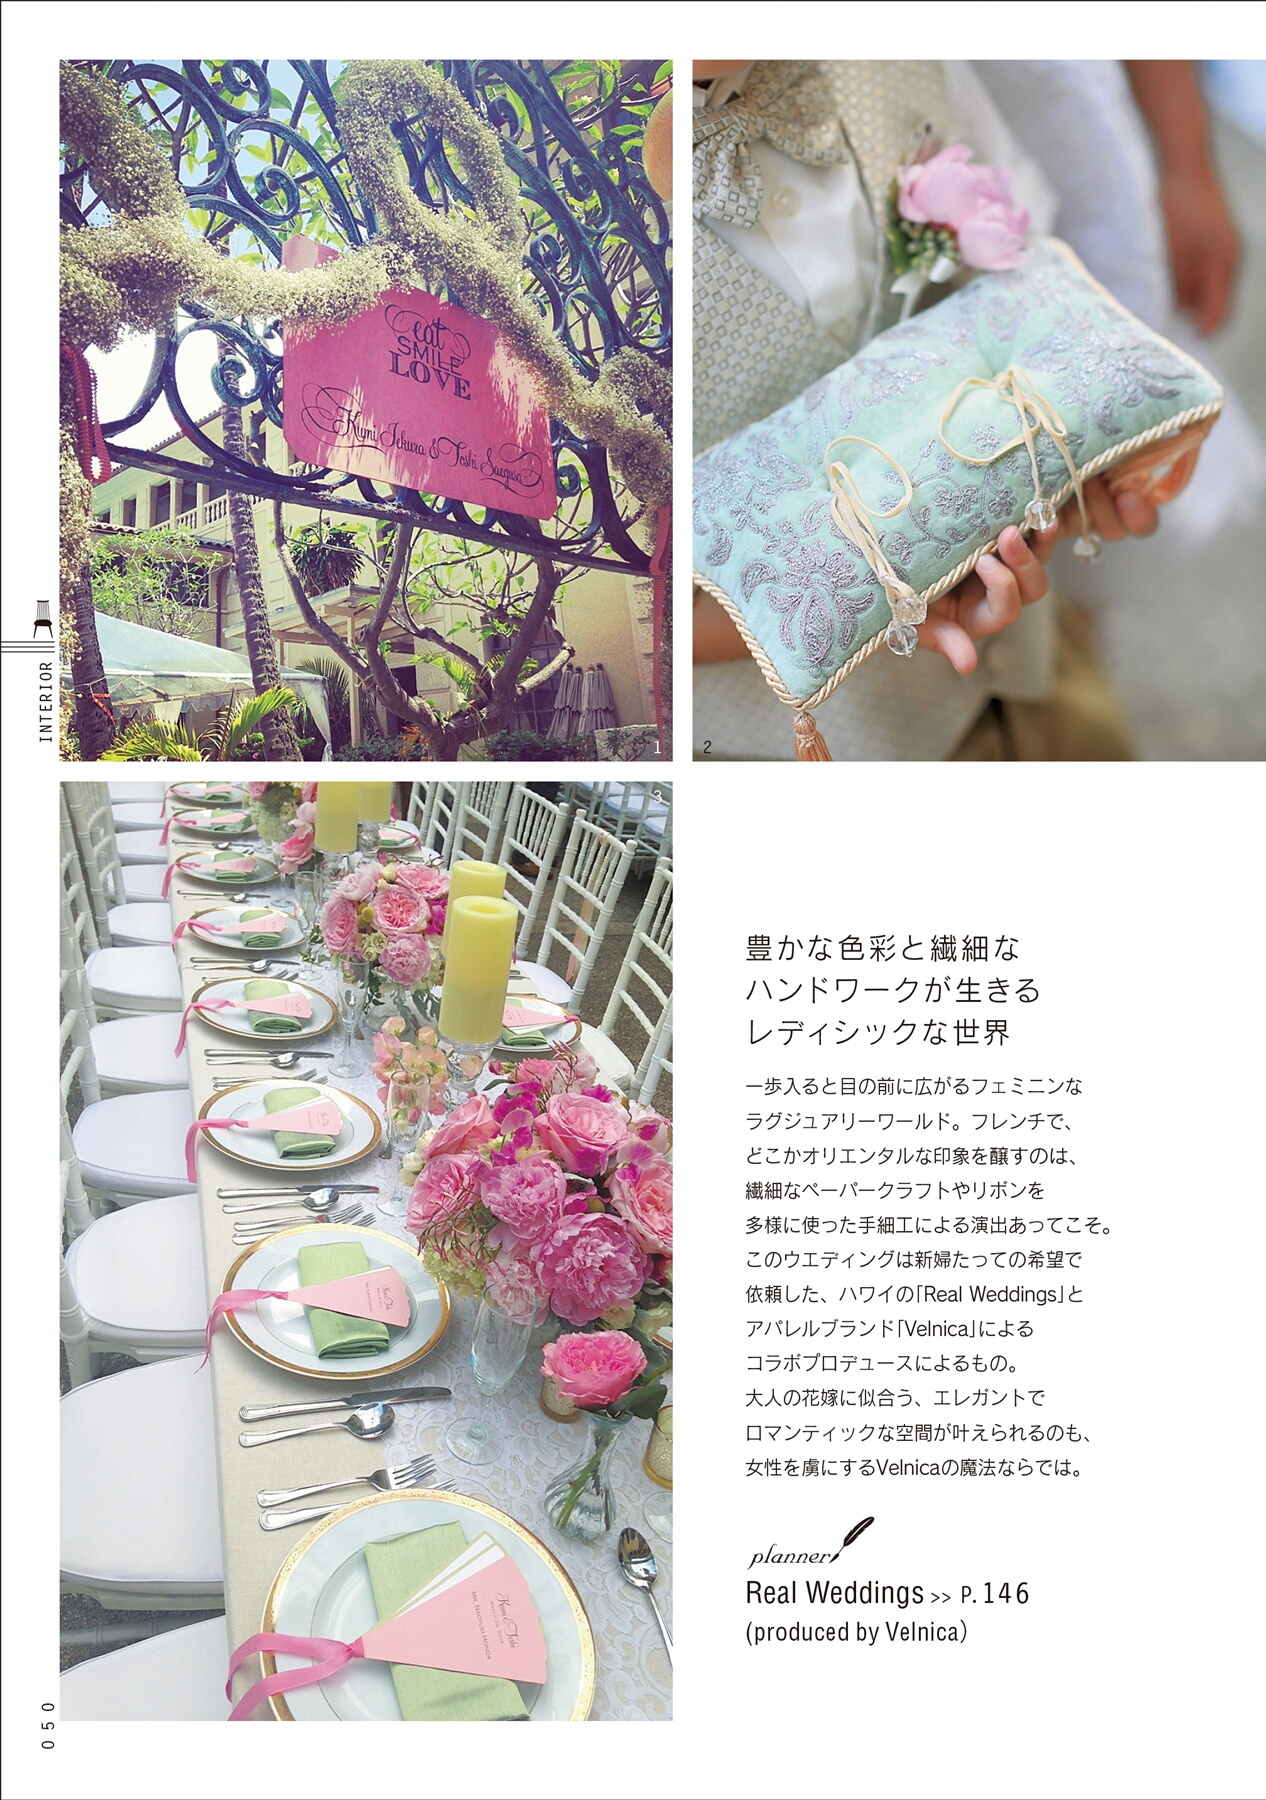 eat
SMILE
LOVE
1
2
INTERIOR
3
豊かな色彩と繊細な
ハンドワークが生きる
レディシックな世界
一歩入ると目の前に広がるフェミニンな
ラグジュアリーワールド。フレンチで、
どこかオリエンタルな印象を醸すのは、
繊細なペーパークラフトやリボンを
多様に使った手細工による演出あってこそ。
このウエディングは新婦たっての希望で
依頼した、ハワイの「Real Weddings」と
アパレルブランド「Velnica」による
コラボプロデュースによるもの。
大人の花嫁に似合う、エレガントで
ロマンティックな空間が叶えられるのも、
女性を虜にするVelnicaの魔法ならでは。
planner
Real Weddings >> P.146
(produced by Velnica)
050